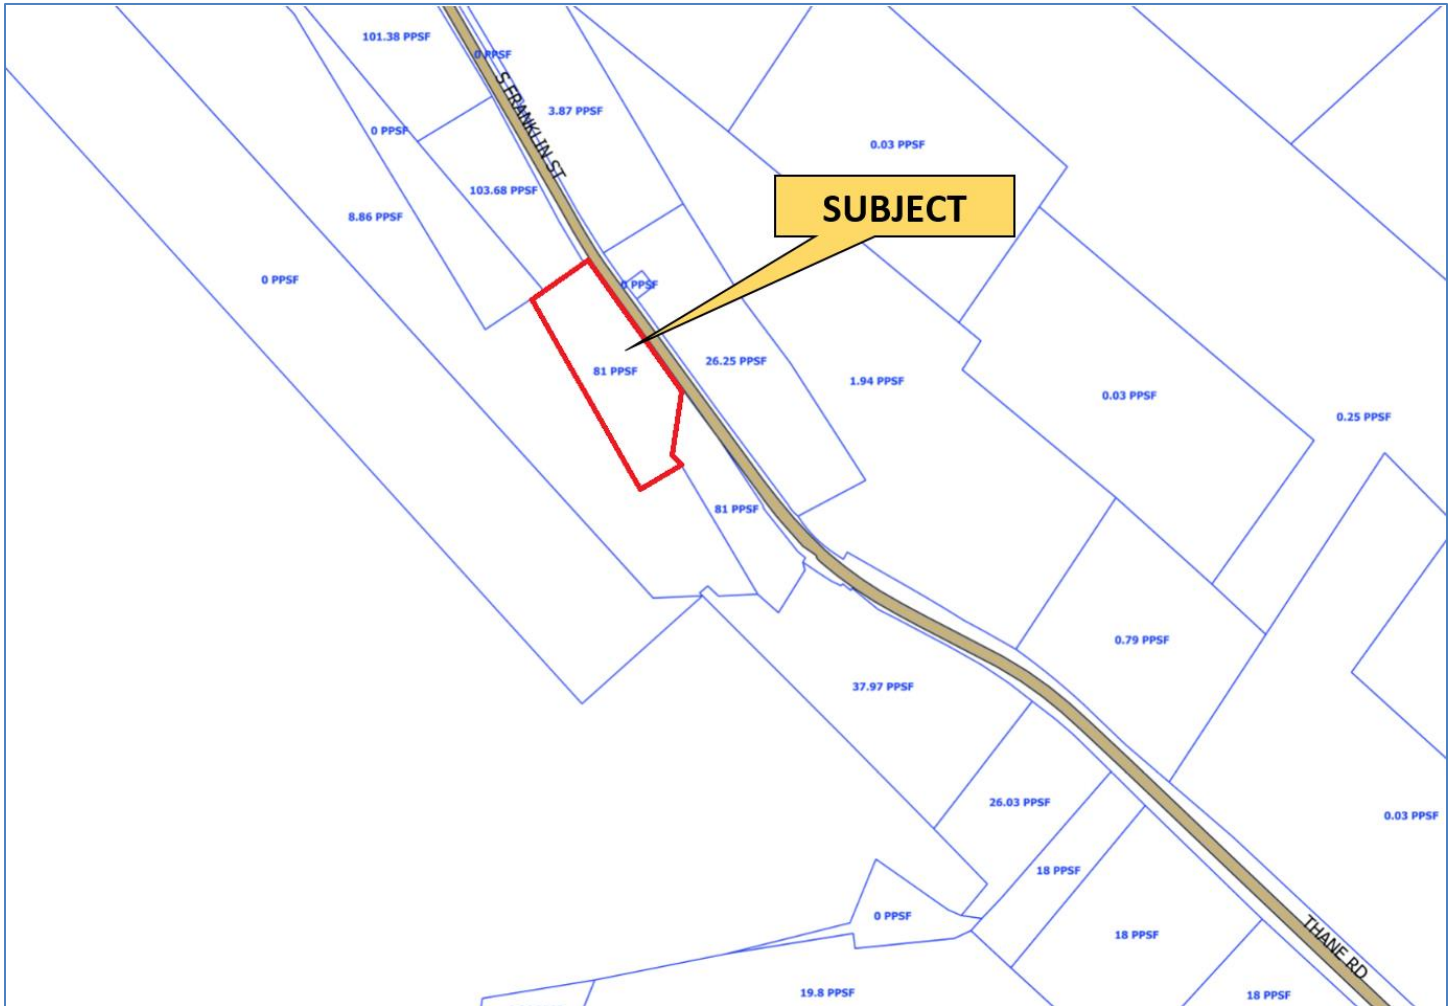 101.38 PPSF
0 PPSF
S FRANKLIN ST
3.87 PPSF
0 PPSF
0.03 PPSF
103.68 PPSF
SUBJECT
8.86 PPSF
0 PPSF
0 PPSF
26.25 PPSF
81 PPSF
1.94 PPSF
0.03 PPSF
0.25 PPSF
81 PPSF
0.79 PPSF
37.97 PPSF
26.03 PPSF
0.03 PPSF
18 PPSF
0 PPSF
18 PPSF
THANE RD
19.8 PPSF
18 PPSF